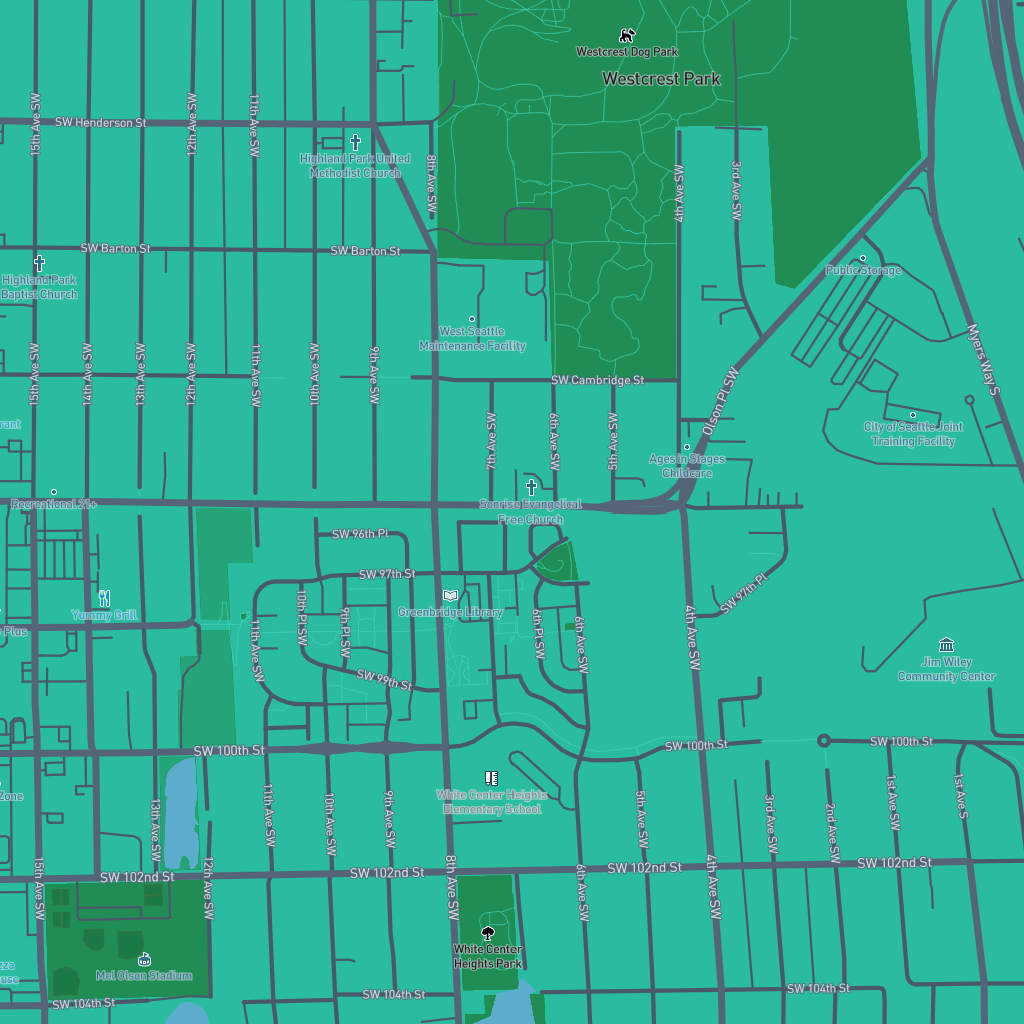 Westcrest Dog Park
Westcrest Park
15th Ave SW
12th Ave SW
11th Ave SW
SW Henderson St
Highland Park United
Methodist Church
8th Ave SW
4th Ave SW
3rd Ave SW
SW Barton St
SW Barton St
Highland Park
Baptist Church
Public Storage
West Seattle
Maintenance Facility
Myers Way S
15th Ave SW
14th Ave SW
13th Ave SW
12th Ave SW
11th Ave SW
10th Ave SW
9th Ave SW
SW Cambridge St
Olson Pl SW
rant
7th Ave SW
6th Ave SW
5th Ave SW
City of Seattle Joint
Training Facility
Ages in Stages
Childcare
Recreational 21+
Sunrise Evangelical
Free Church
SW 96th Pl
SW 97th St
SW 97th Pl
Yummy Grill
Greenbridge Library
Plus
11th Ave SW
10th Pl SW
9th Pl SW
6th Pl SW
6th Ave SW
4th Ave SW
Jim Wiley
Community Center
SW 99th St
SW 100th St
SW 100th St
SW 100th St
Zone
White Center Heights
Elementary School
13th Ave SW
11th Ave SW
10th Ave SW
9th Ave SW
5th Ave SW
3rd Ave SW
2nd Ave SW
1st Ave SW
1st Ave S
15th Ave SW
12th Ave SW
8th Ave SW
6th Ave SW
4th Ave SW
SW 102nd St
SW 102nd St
SW 102nd St
SW 102nd St
White Center
Heights Park
Mel Olson Stadium
zza
ouse
SW 104th St
SW 104th St
SW 104th St